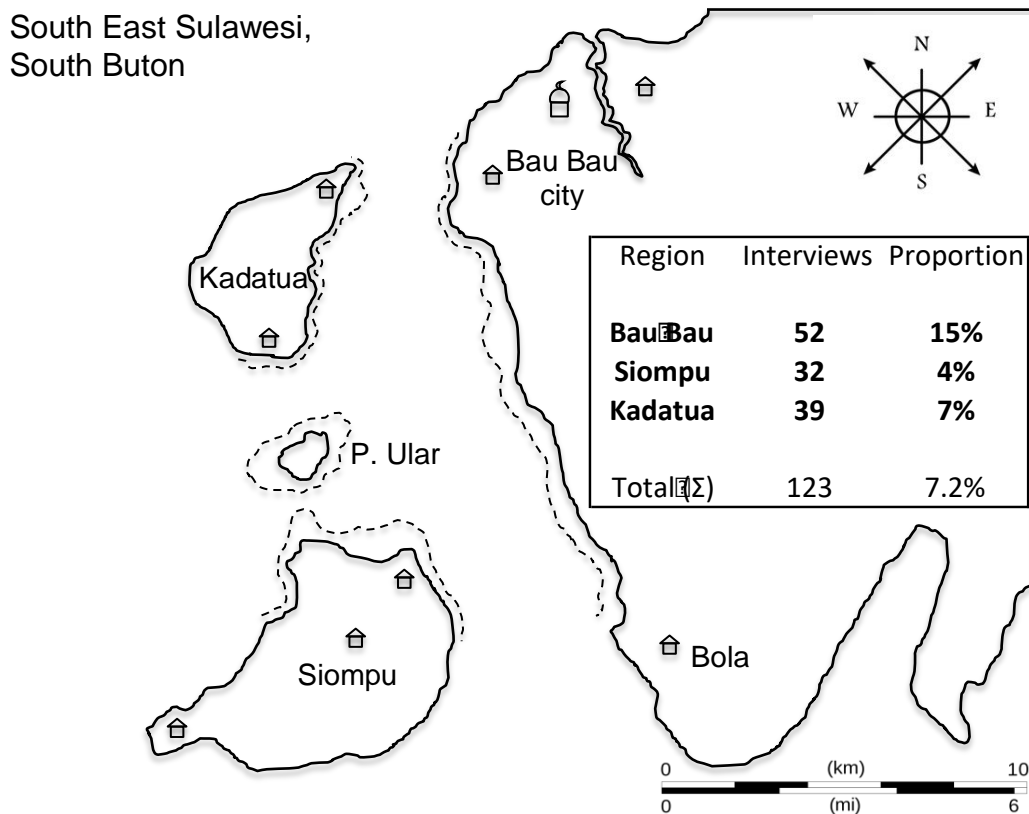 South East Sulawesi,
South Buton
N
W E
S
Bau Bau
city
Kadatua
Region Interviews Proportion
Bau Bau 52 15%
Siompu 32 4%
Kadatua 39 7%
Total (Σ) 123 7.2%
P. Ular
Siompu
Bola
0 (km) 10
0 (mi) 6